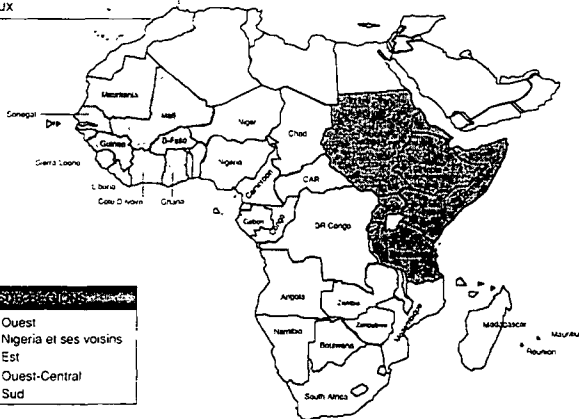 ux
Mauritania
Senegal
Mali
Niger
Chad
Guinea
B-Faso
Nigeria
Sierra Leone
Liberia
Cote D Ivoire
Ghana
Cameroon
CAR
Gabon
Congo
DR Congo
Angola
Zambia
Mozambique
Zimbabwe
Namibia
Botswana
Madagascar
Mauritiu
Reunion
South Africa
Ouest
Nigeria et ses voisins
Est
Ouest-Central
Sud